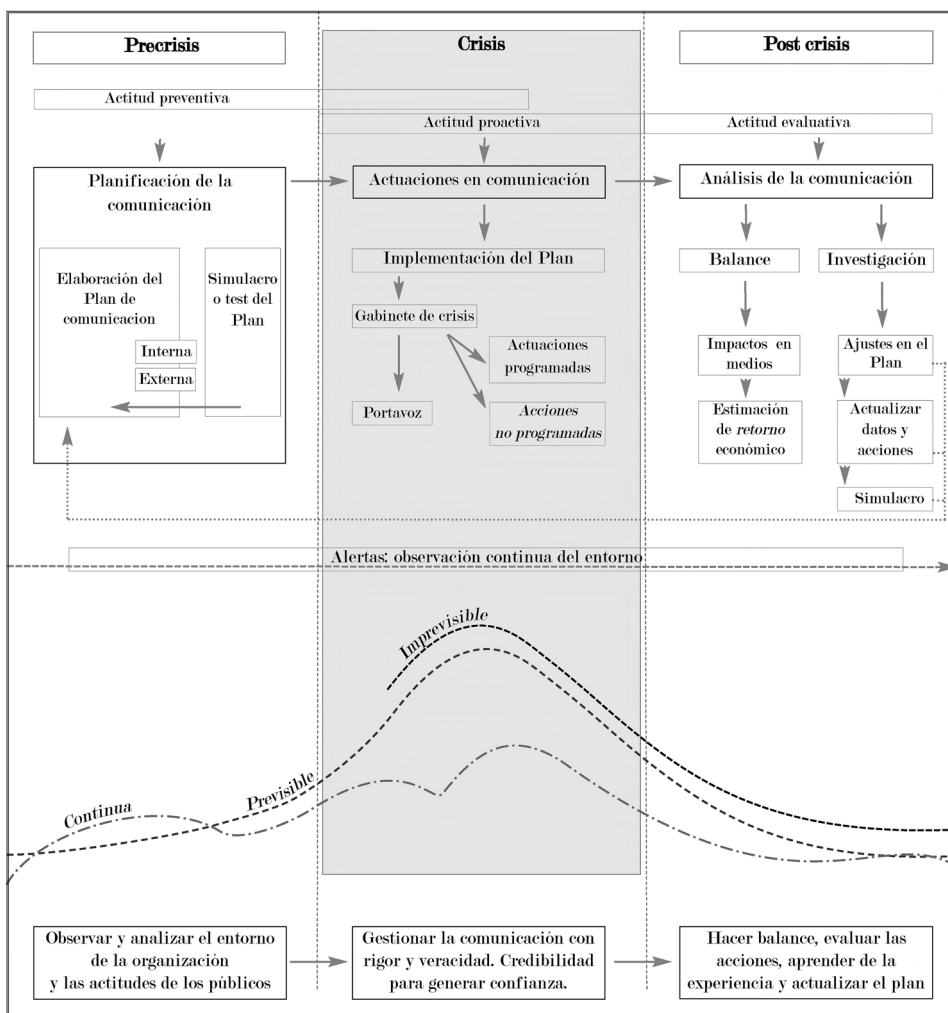 Precrisis
Crisis
Post crisis
Actitud preventiva
Actitud proactiva
Actitud evaluativa
Planificación de la
comunicación
Elaboración del
Plan de
comunicacion
Simulacro
o test del
Plan
Interna
Externa
Actuaciones en comunicación
Implementación del Plan
Gabinete de crisis
Actuaciones
programadas
Portavoz
Acciones
no programadas
Análisis de la comunicación
Balance
Investigación
Impactos en
medios
Ajustes en el
Plan
Estimación
de retorno
económico
Actualizar
datos y
acciones
Simulacro
Alertas: observación continua del entorno
Imprevisible
Previsible
Continua
Observar y analizar el entorno
de la organización
y las actitudes de los públicos
Gestionar la comunicación con
rigor y veracidad. Credibilidad
para generar confianza.
Hacer balance, evaluar las
acciones, aprender de la
experiencia y actualizar el plan